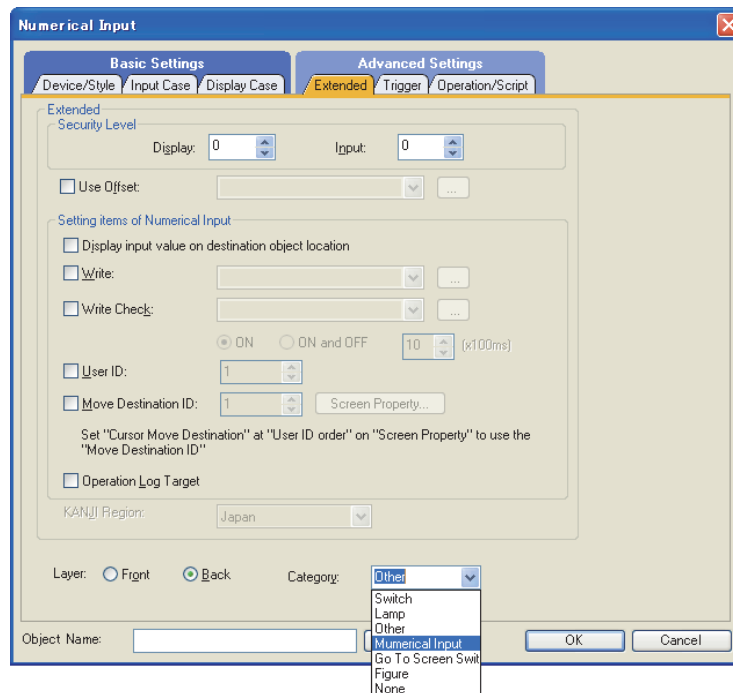 Numerical Input
Basic Settings
Advanced Settings
Device/Style
Input Case
Display Case
Extended
Trigger
Operation/Script
Extended
Security Level
Display: 0
Input: 0
Use Offset:
...
Setting items of Numerical Input
Display input value on destination object location
Write:
...
Write Check:
...
ON
ON and OFF
10
(x100ms)
User ID:
1
Move Destination ID:
1
Screen Property...
Set "Cursor Move Destination" at "User ID order" on "Screen Property" to use the
"Move Destination ID"
Operation Log Target
KANJI Region:
Japan
Layer:
Front
Back
Category:
Other
Switch
Lamp
Other
Mumerical Input
Go To Screen Swit
Figure
None
Object Name:
OK
Cancel